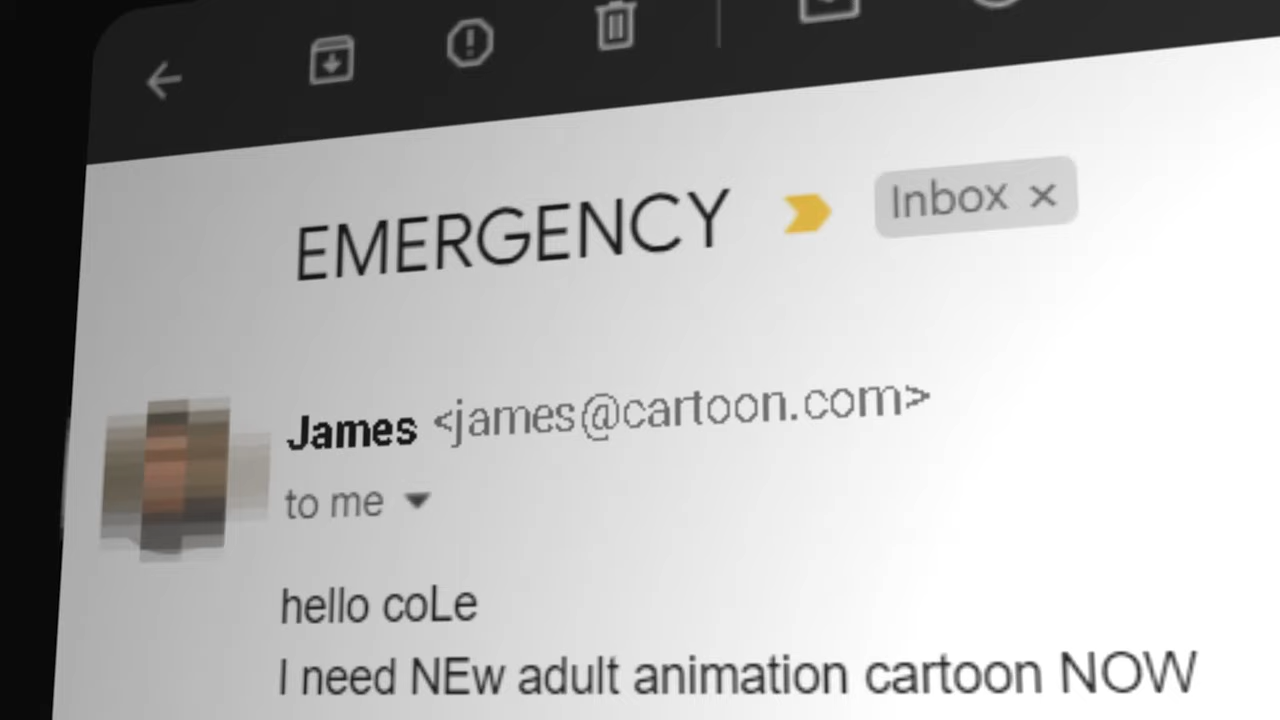 EMERGENCY Inbox ×
James <james@cartoon.com>
to me
hello coLe
I need NEw adult animation cartoon NOW